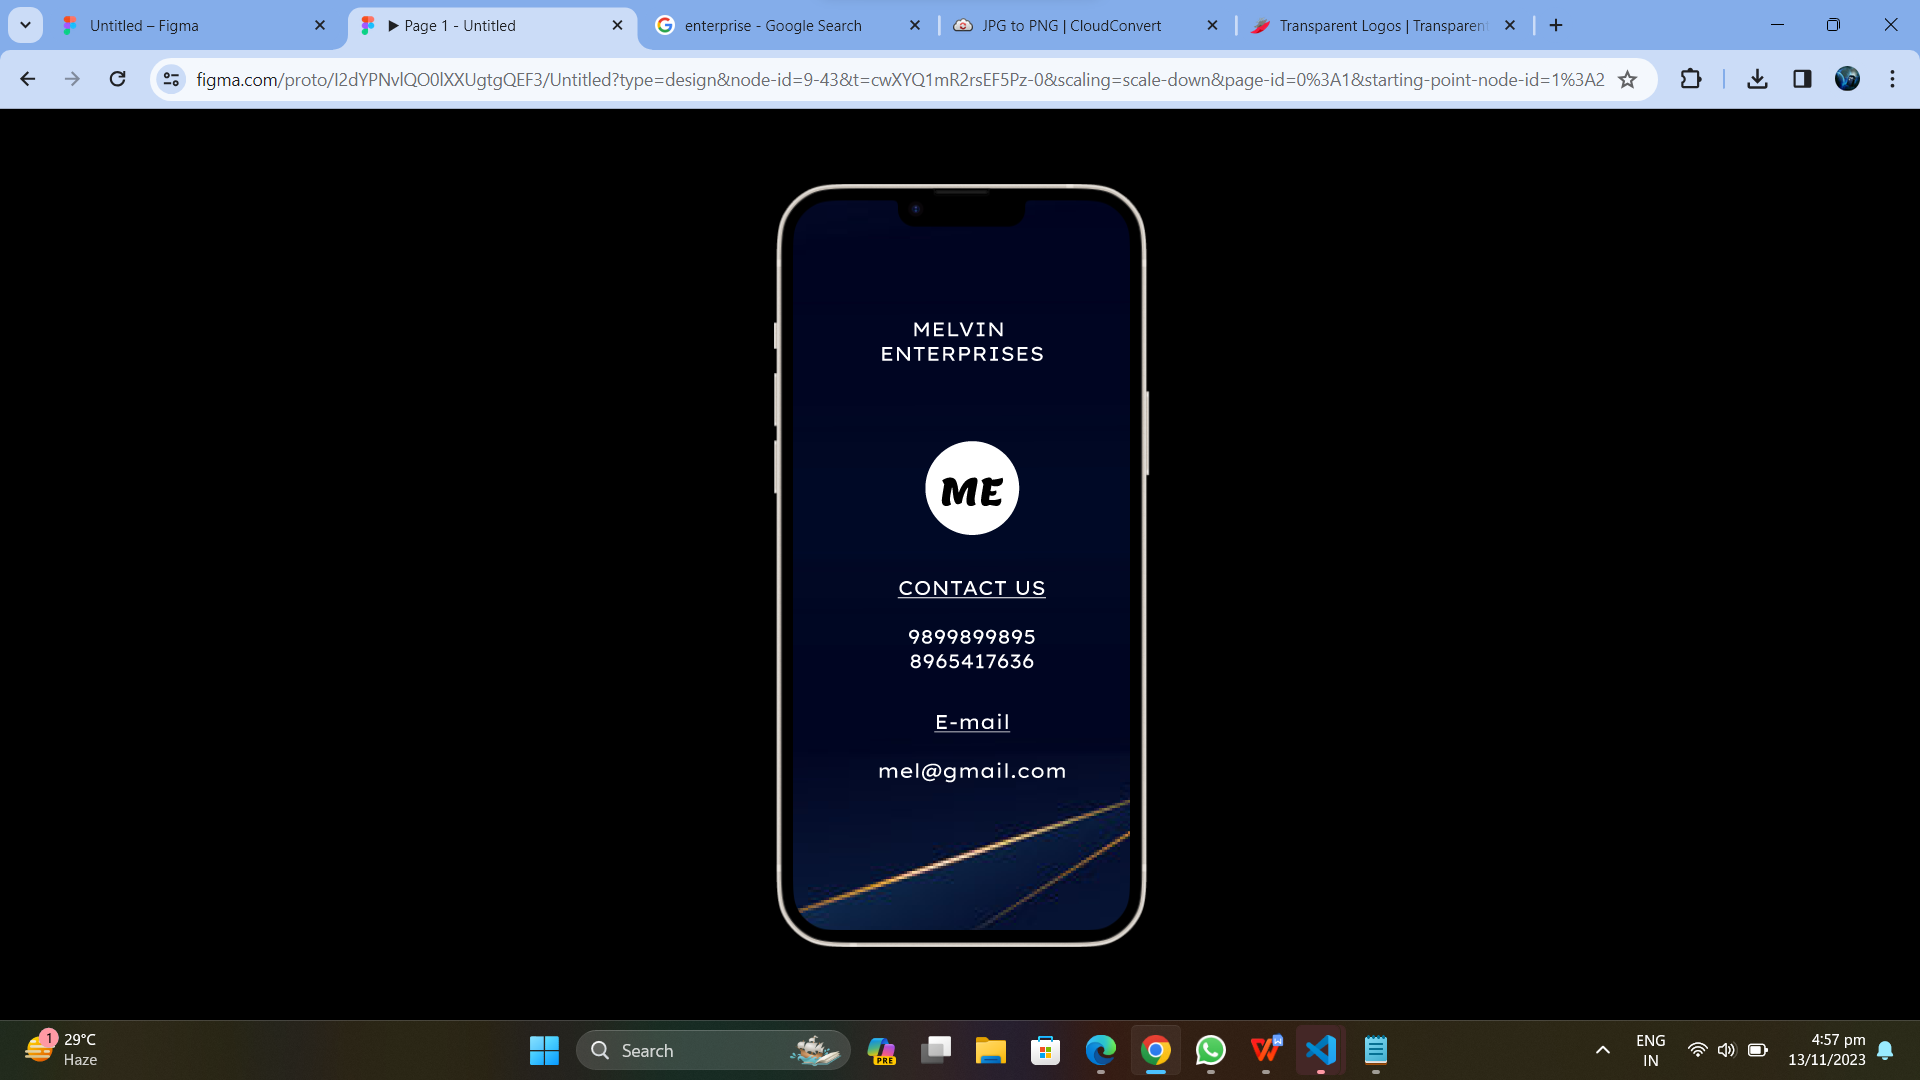 Untitled – Figma
▶ Page 1 - Untitled
enterprise - Google Search
JPG to PNG | CloudConvert
Transparent Logos | Transparent
figma.com/proto/I2dYPNvlQO0lXXUgtgQEF3/Untitled?type=design&node-id=9-43&t=cwXYQ1mR2rsEF5Pz-0&scaling=scale-down&page-id=0%3A1&starting-point-node-id=1%3A2
MELVIN
ENTERPRISES
ME
CONTACT US
9899899895
8965417636
E-mail
mel@gmail.com
1
29°C
Haze
Search
PRE
ENG
IN
4:57 pm
13/11/2023